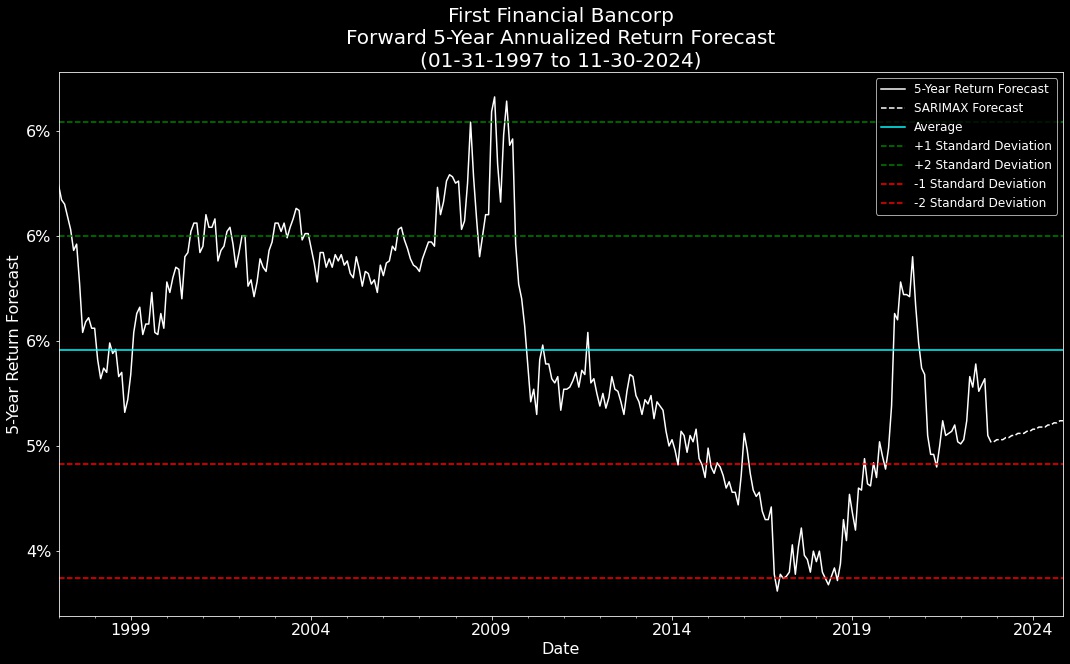 First Financial Bancorp
Forward 5-Year Annualized Return Forecast
(01-31-1997 to 11-30-2024)
5-Year Return Forecast
SARIMAX Forecast
Average
+1 Standard Deviation
+2 Standard Deviation
-1 Standard Deviation
-2 Standard Deviation
5-Year Return Forecast
6%
6%
6%
5%
4%
1999
2004
2009
2014
2019
2024
Date